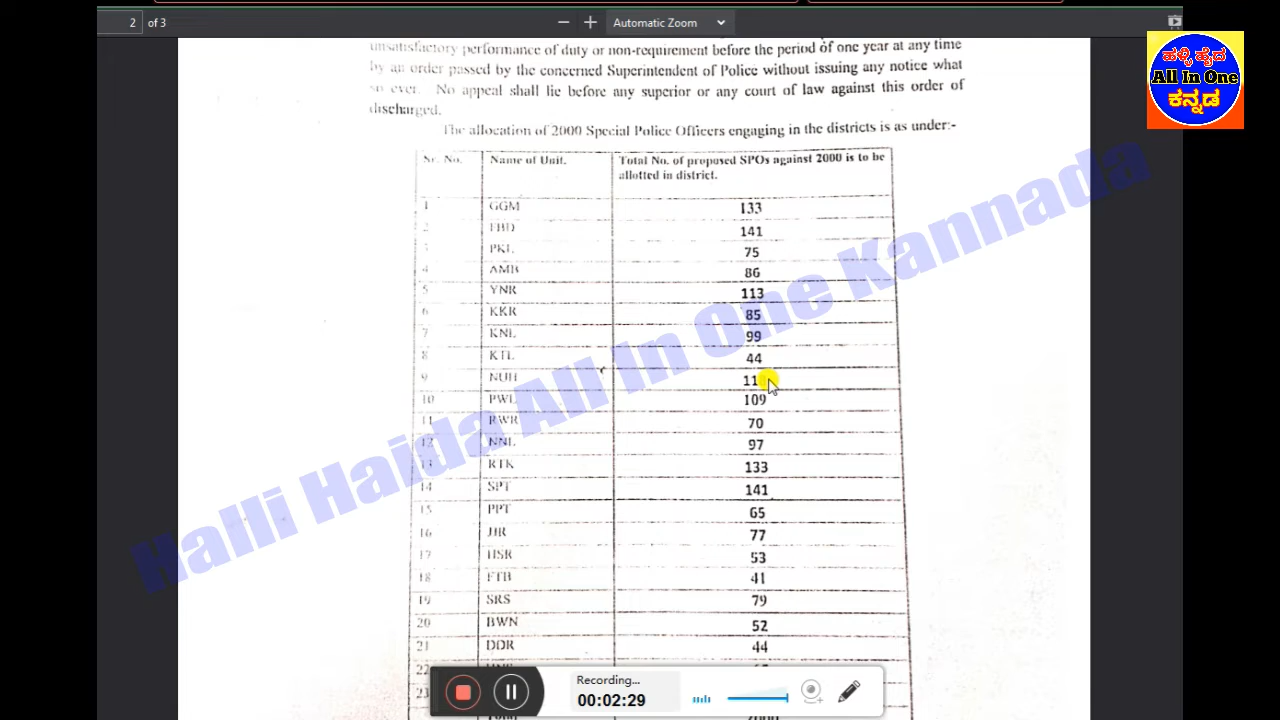 2 of 3
Automatic Zoom
ಹಳ್ಳಿ ಹೈದ
All In One
ಕನ್ನಡ
unsatisfactory performance of duty or non-requirement before the period of one year at any time
by an order passed by the concerned Superintendent of Police without issuing any notice what
so ever. No appeal shall lie before any superior or any court of law against this order of
discharged.
The allocation of 2000 Special Police Officers engaging in the districts is as under:-
Sr. No. Name of Unit. Total No. of proposed SPOs against 2000 is to be
allotted in district.
1 GGM 133
2 FBD 141
3 PKL 75
4 AMB 86
5 YNR 113
6 KKR 85
7 KNL 99
8 KTL 44
9 NUH
10 PWL 109
11 RWR 70
12 NNL 97
13 RTK 133
14 SPT 141
15 PPT 65
16 JJR 77
17 HSR 53
18 FTB 41
19 SRS 79
20 BWN 52
21 DDR 44
22
23
Halli Haida All In One Kannada
Recording...
00:02:29